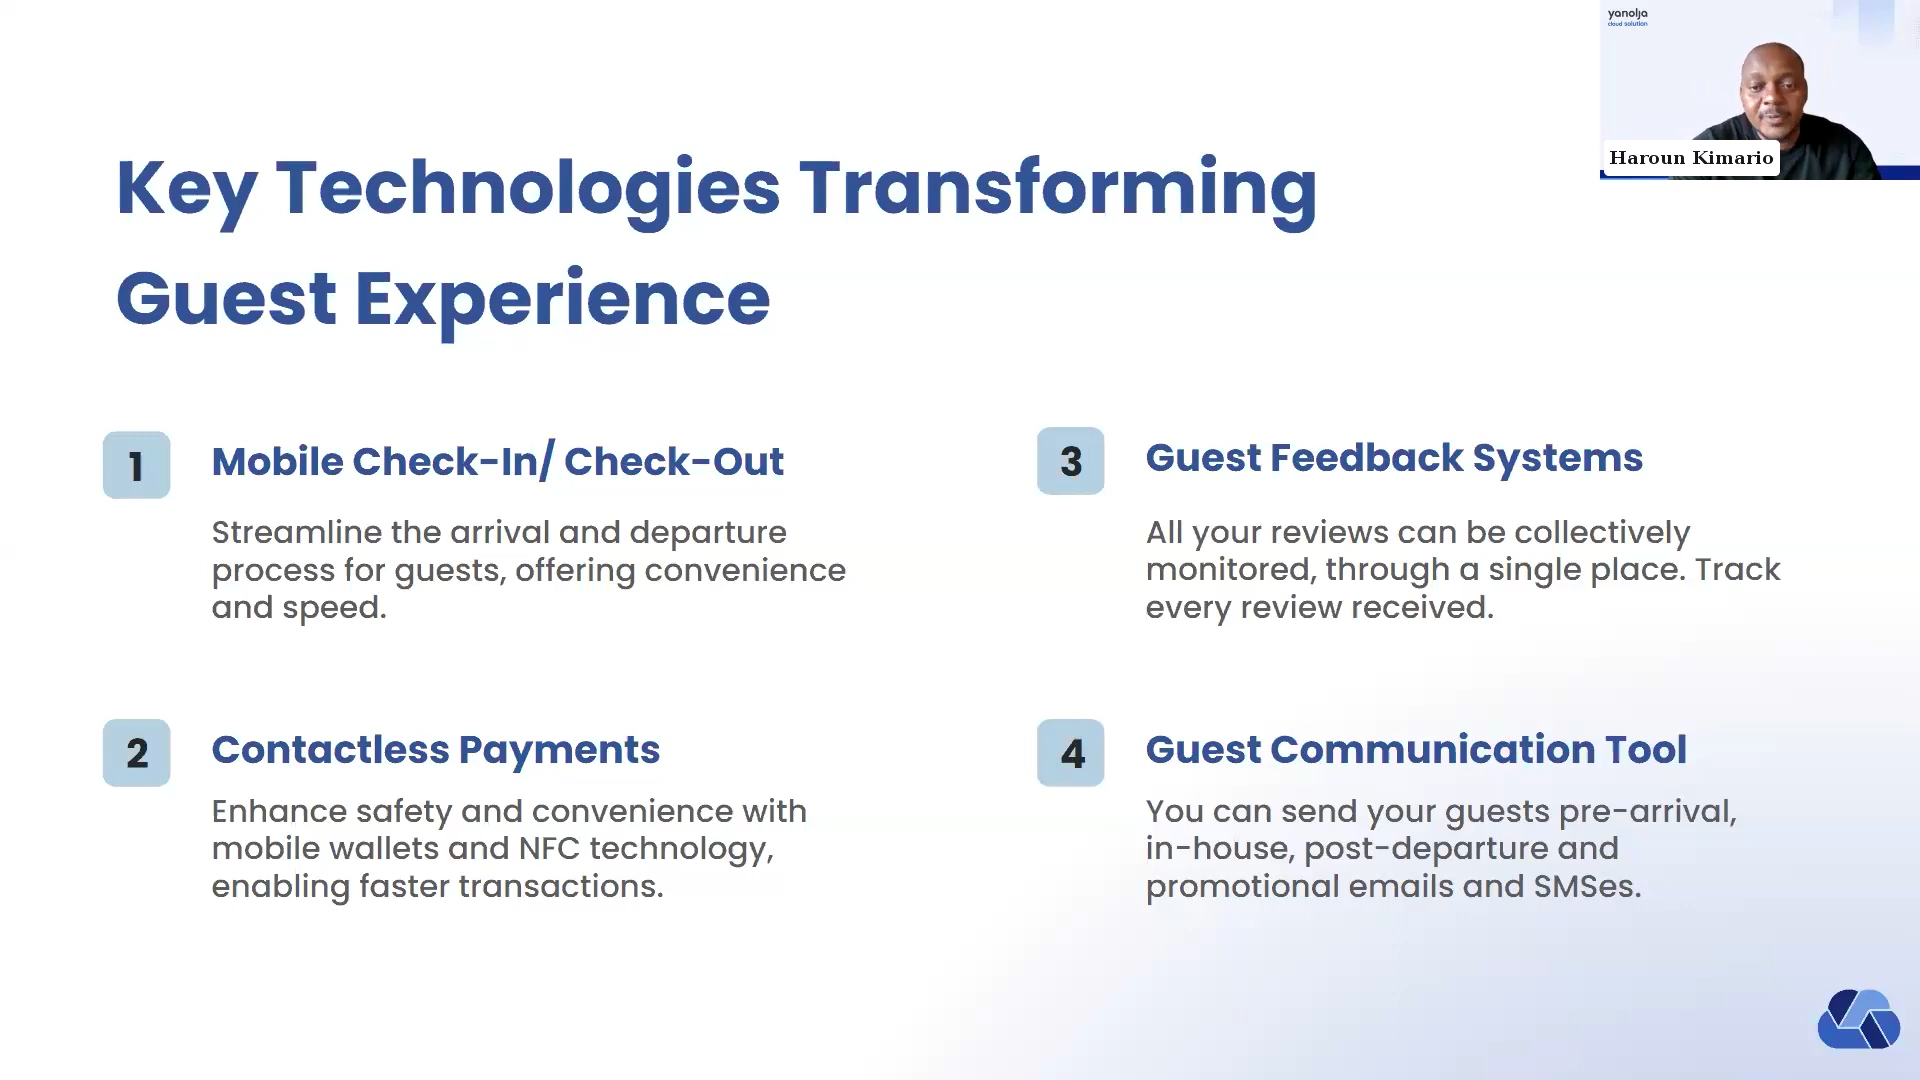 yanolja
cloud solution
Haroun Kimario
Key Technologies Transforming
Guest Experience
1
Mobile Check-In/ Check-Out
Streamline the arrival and departure
process for guests, offering convenience
and speed.
2
Contactless Payments
Enhance safety and convenience with
mobile wallets and NFC technology,
enabling faster transactions.
3
Guest Feedback Systems
All your reviews can be collectively
monitored, through a single place. Track
every review received.
4
Guest Communication Tool
You can send your guests pre-arrival,
in-house, post-departure and
promotional emails and SMSes.